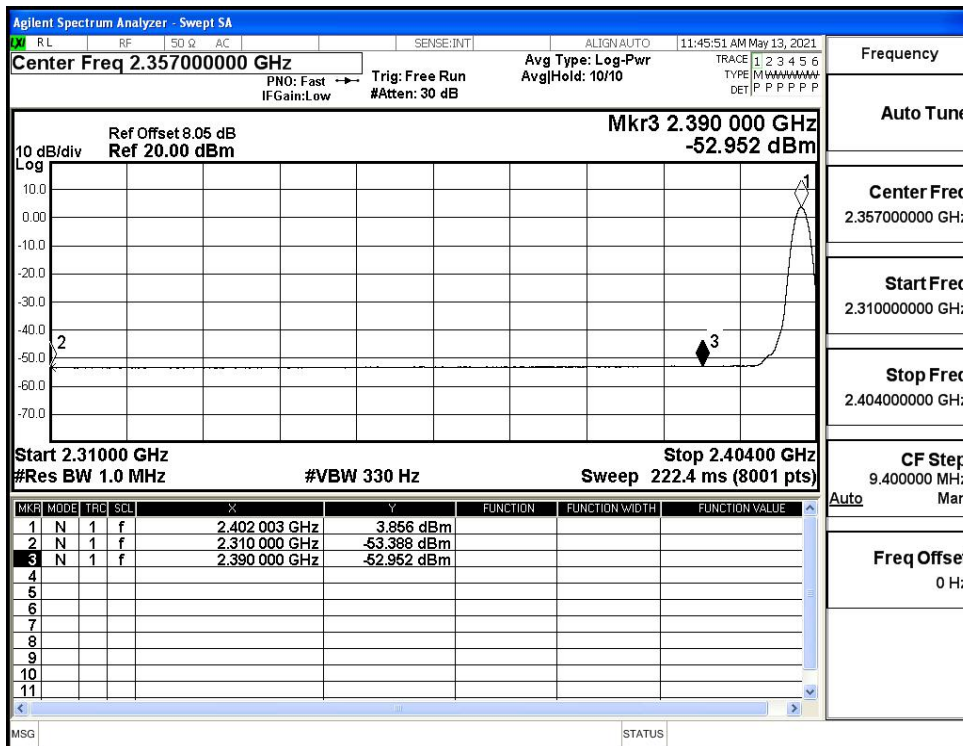 Agilent Spectrum Analyzer - Swept SA
LXI RL RF 50 Ω AC SENSE:INT ALIGNAUTO 11:45:51 AM May 13, 2021
Center Freq 2.357000000 GHz
PNO: Fast
IFGain:Low
Trig: Free Run
#Atten: 30 dB
Avg Type: Log-Pwr
Avg|Hold: 10/10
TRACE 1 2 3 4 5 6
TYPE M
DET P P P P P P
Frequency
Auto Tune
Center Freq
2.357000000 GHz
Start Freq
2.310000000 GHz
Stop Freq
2.404000000 GHz
CF Step
9.400000 MHz
Auto Man
Freq Offset
0 Hz
Mkr3 2.390 000 GHz
-52.952 dBm
Ref Offset 8.05 dB
10 dB/div Ref 20.00 dBm
Log
10.0
0.00
-10.0
-20.0
-30.0
-40.0
-50.0
-60.0
-70.0
1
2
3
Start 2.31000 GHz Stop 2.40400 GHz
#Res BW 1.0 MHz #VBW 330 Hz Sweep 222.4 ms (8001 pts)
MKR MODE TRC SCL X Y FUNCTION FUNCTION WIDTH FUNCTION VALUE
1 N 1 f 2.402 003 GHz 3.856 dBm
2 N 1 f 2.310 000 GHz -53.388 dBm
3 N 1 f 2.390 000 GHz -52.952 dBm
4
5
6
7
8
9
10
11
MSG STATUS